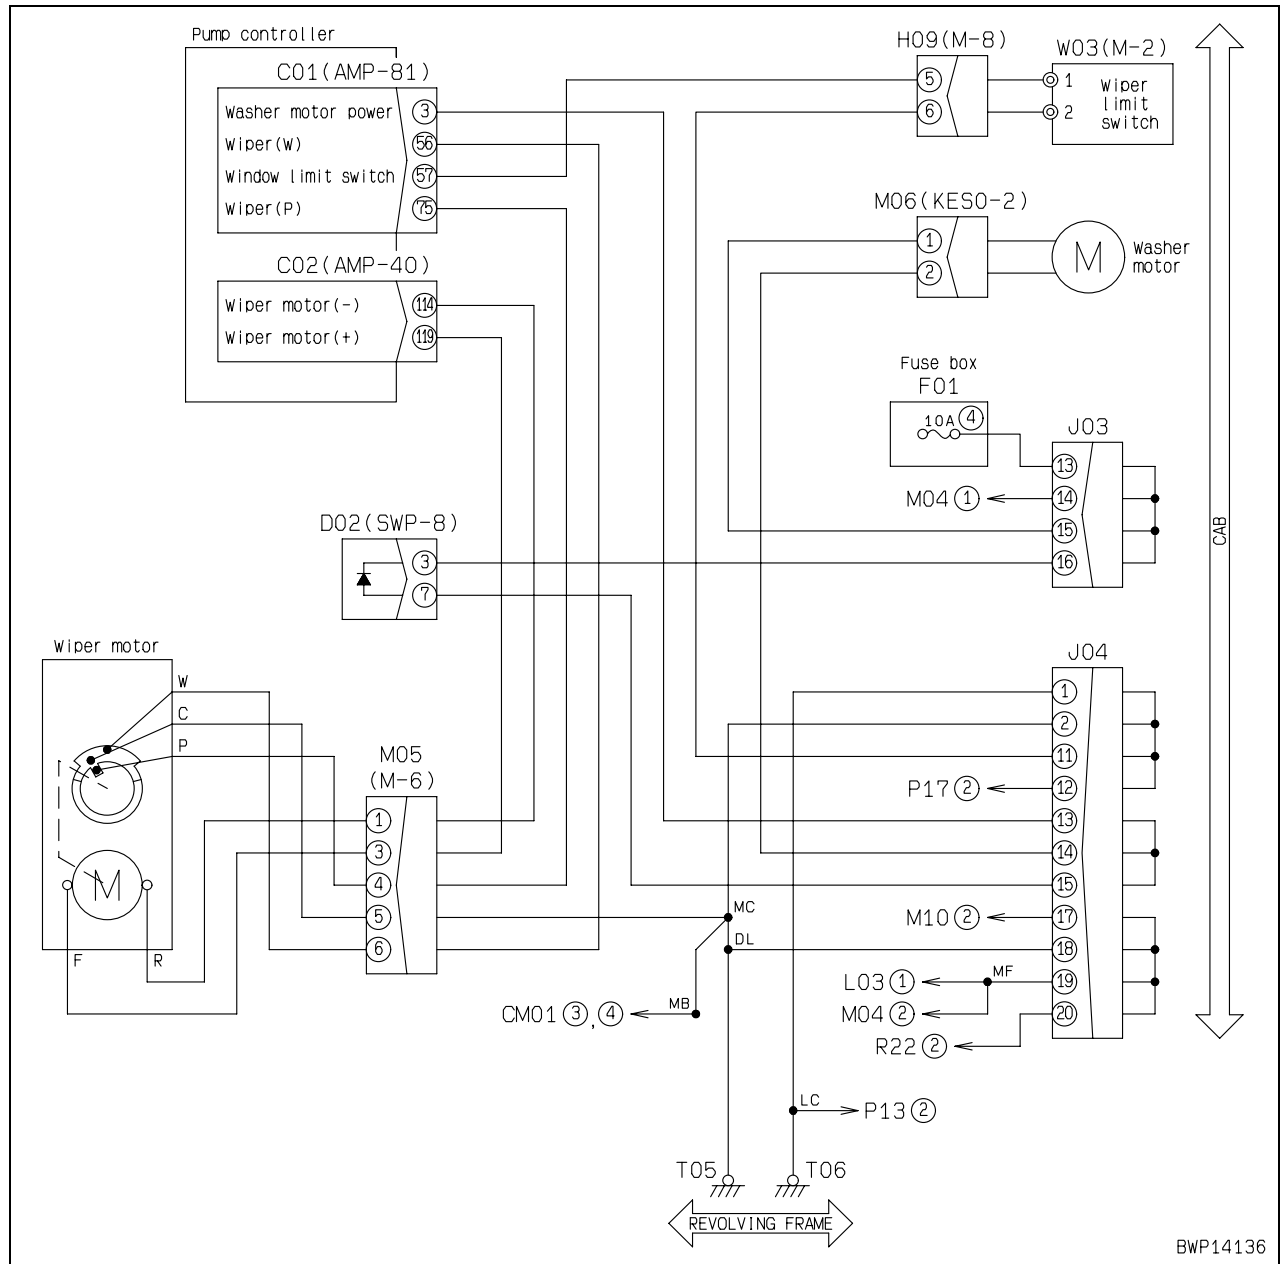 Pump controller
C01(AMP-81)
Washer motor power 3
Wiper(W) 56
Window limit switch 57
Wiper(P) 75
C02(AMP-40)
Wiper motor(-) 114
Wiper motor(+) 119
H09(M-8)
5
6
W03(M-2)
1
2
Wiper
limit
switch
M06(KES0-2)
1
2
M
Washer
motor
Fuse box
F01
10A 4
J03
13
M04 1 14
15
16
CAB
D02(SWP-8)
3
7
Wiper motor
W
C
P
M
F R
M05
(M-6)
1
3
4
5
6
J04
1
2
11
P17 2 12
13
14
15
MC
M10 2 17
DL 18
L03 1 MF 19
M04 2 20
R22 2
CM01 3, 4 MB
LC P13 2
T05 T06
REVOLVING FRAME
BWP14136